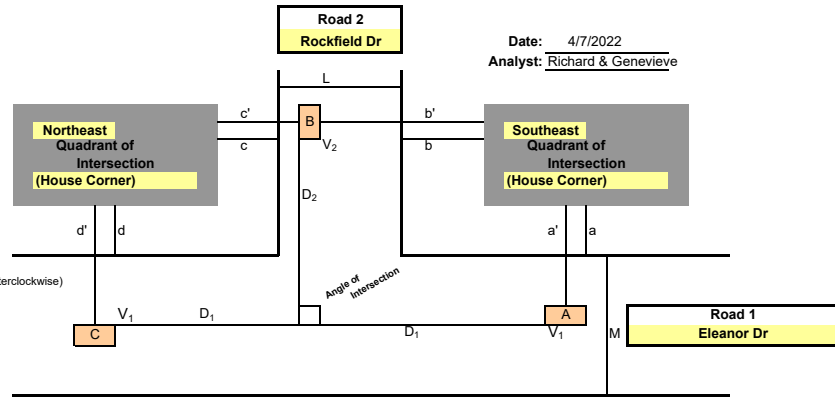 Road 2
Rockfield Dr
Date: 4/7/2022
Analyst: Richard & Genevieve
L
c'
B
b'
Northeast
Quadrant of
Intersection
(House Corner)
c
V2
b
Southeast
Quadrant of
Intersection
(House Corner)
D2
d'
d
a'
a
terclockwise)
Angle of
Intersection
V1
D1
C
D1
V1
A
M
Road 1
Eleanor Dr